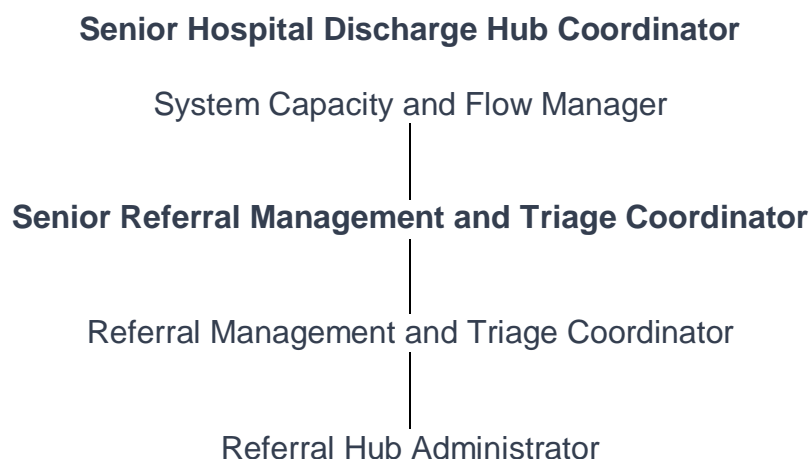 Senior Hospital Discharge Hub Coordinator
System Capacity and Flow Manager
Senior Referral Management and Triage Coordinator
Referral Management and Triage Coordinator
Referral Hub Administrator